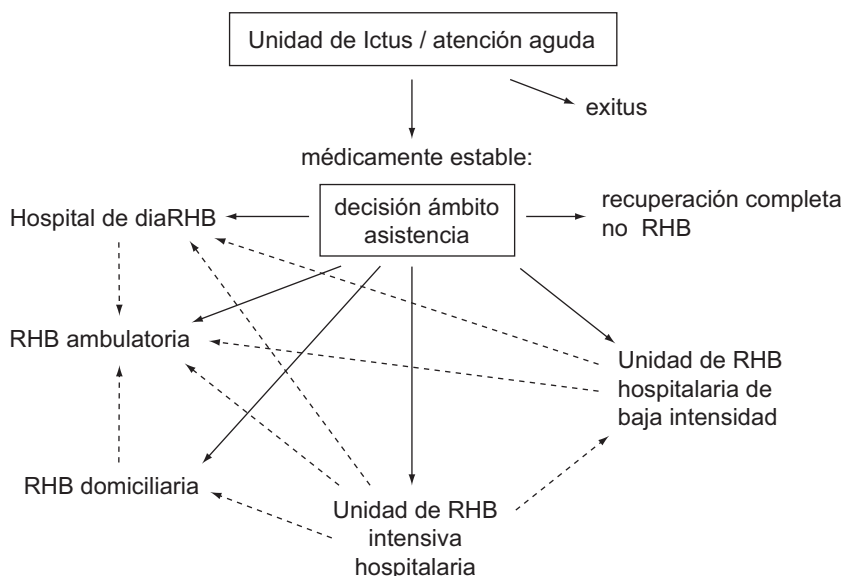 Unidad de Ictus / atención aguda
exitus
médicamente estable:
decisión ámbito
asistencia
recuperación completa
no RHB
Hospital de diaRHB
RHB ambulatoria
Unidad de RHB
hospitalaria de
baja intensidad
RHB domiciliaria
Unidad de RHB
intensiva
hospitalaria